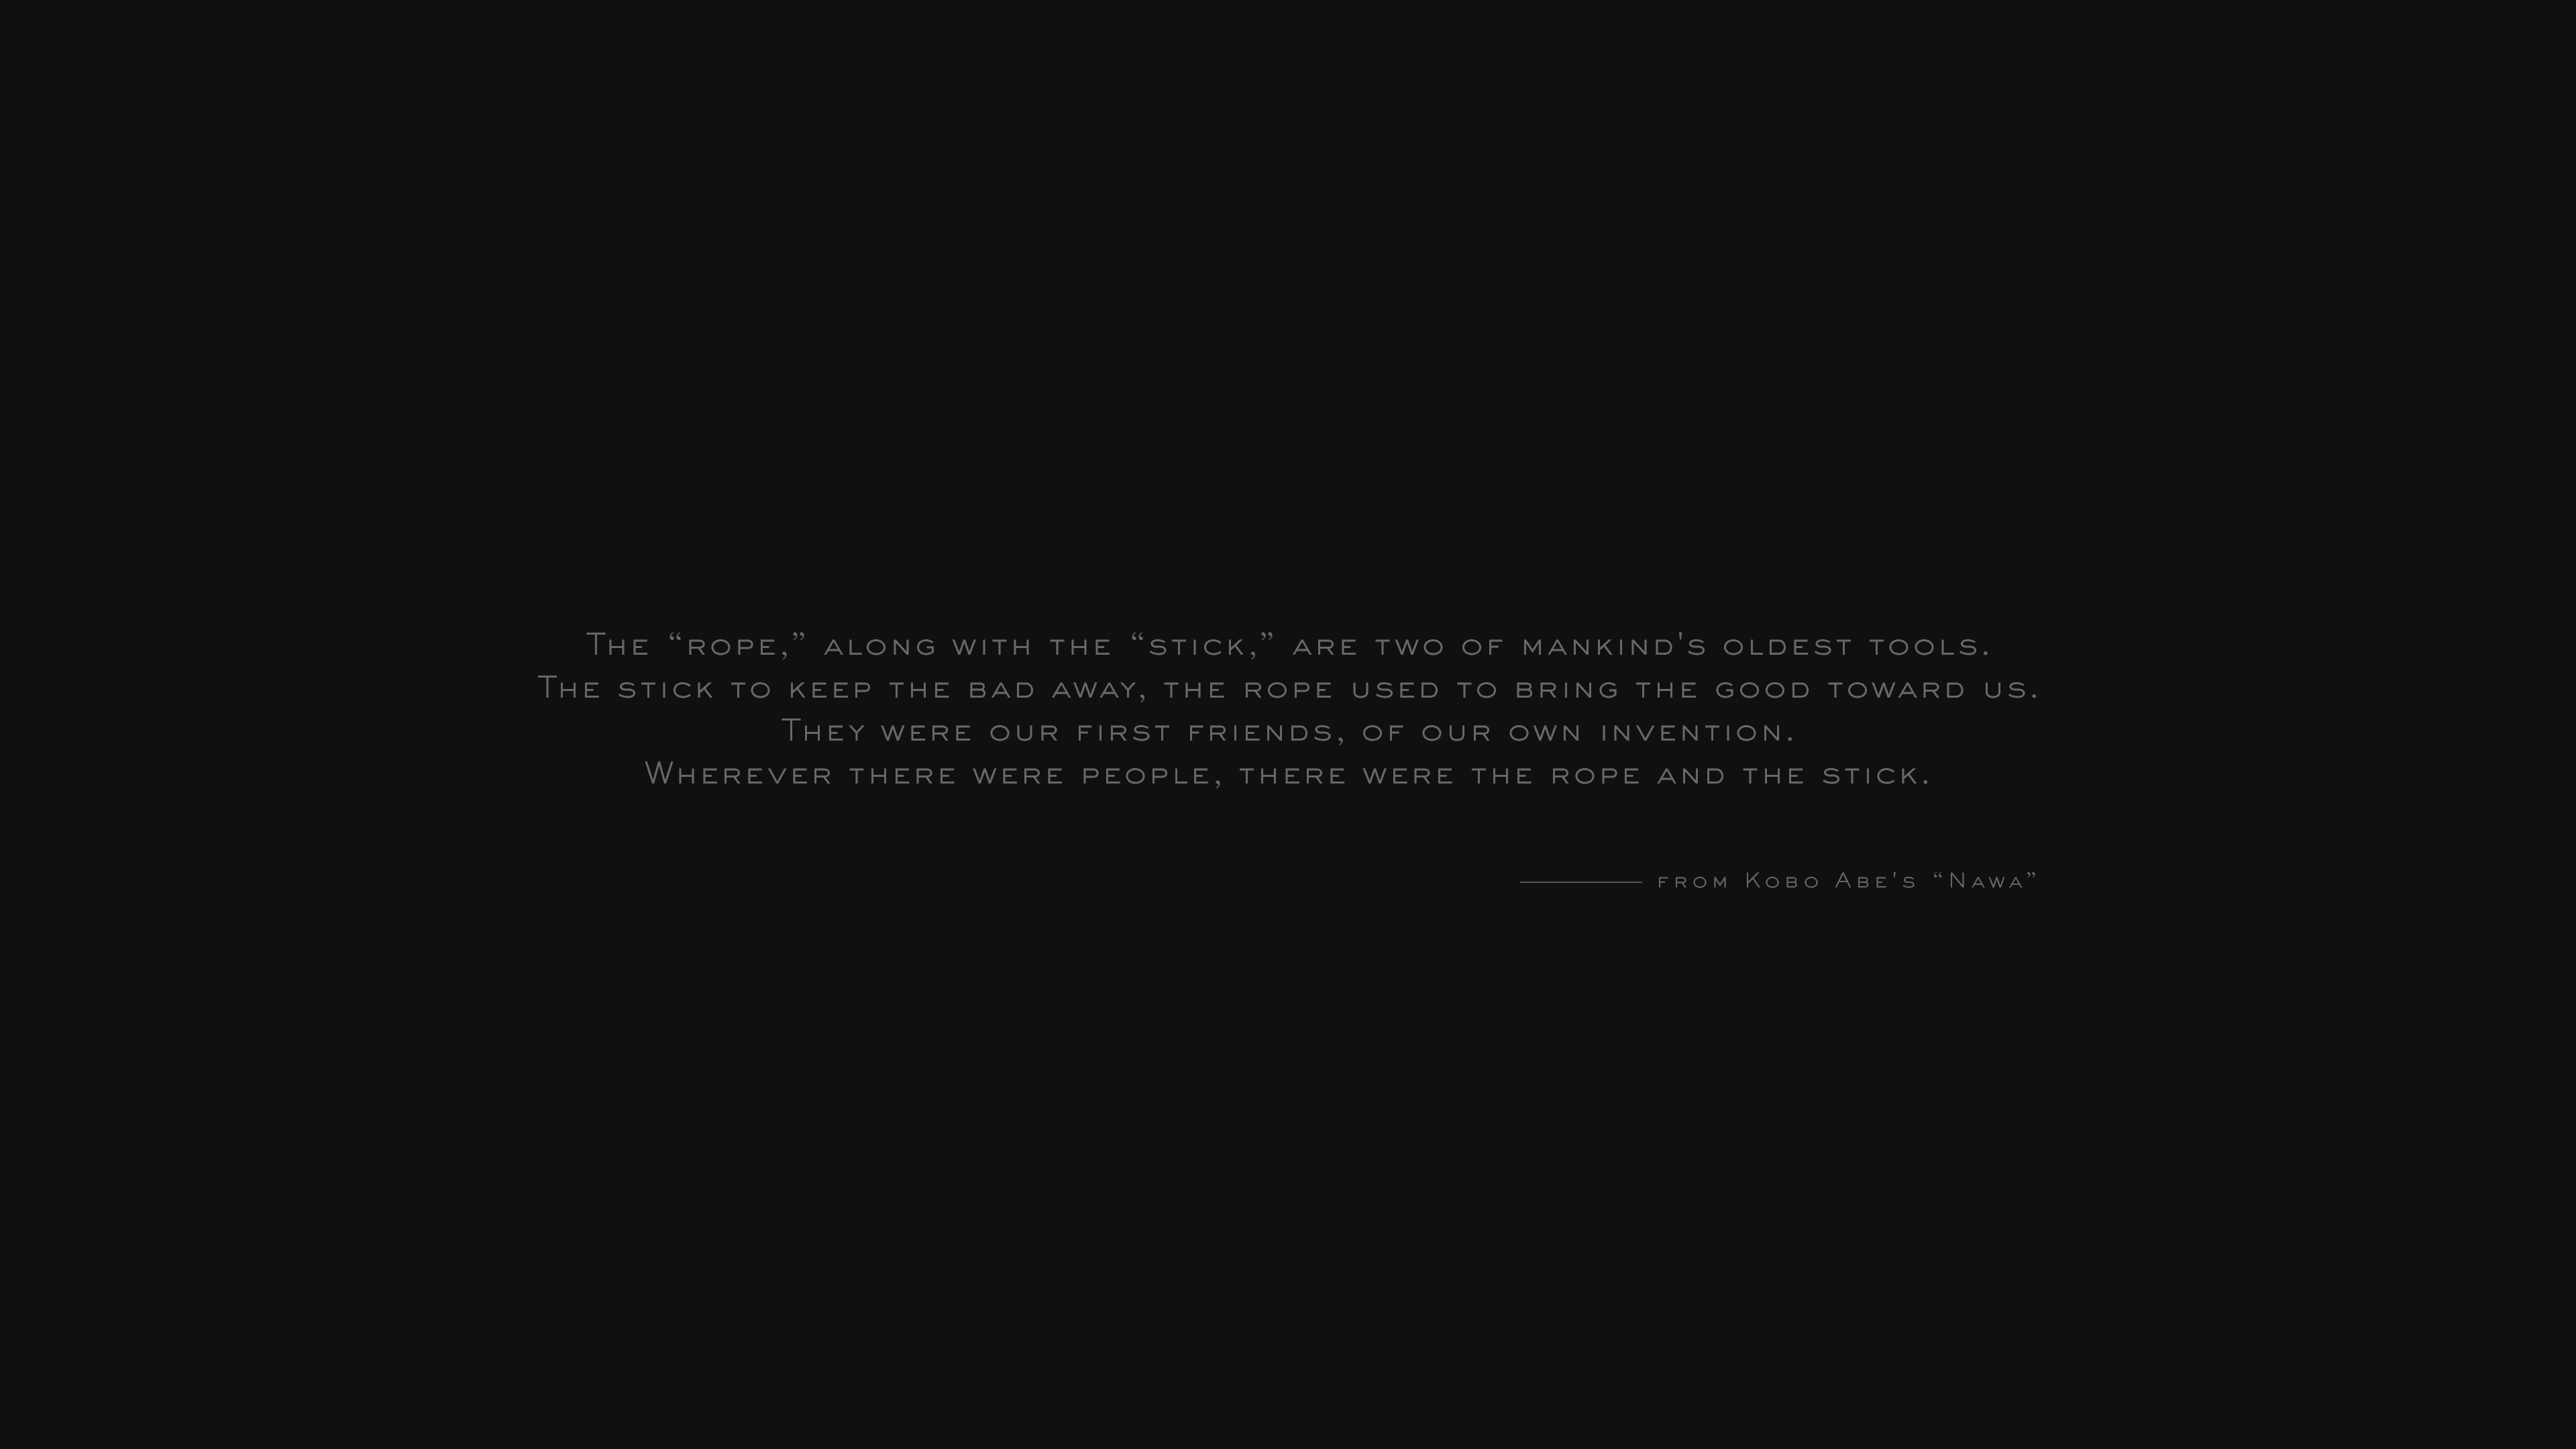 The “rope,” along with the “stick,” are two of mankind's oldest tools.
The stick to keep the bad away, the rope used to bring the good toward us.
They were our first friends, of our own invention.
Wherever there were people, there were the rope and the stick.
from Kobo Abe's “Nawa”